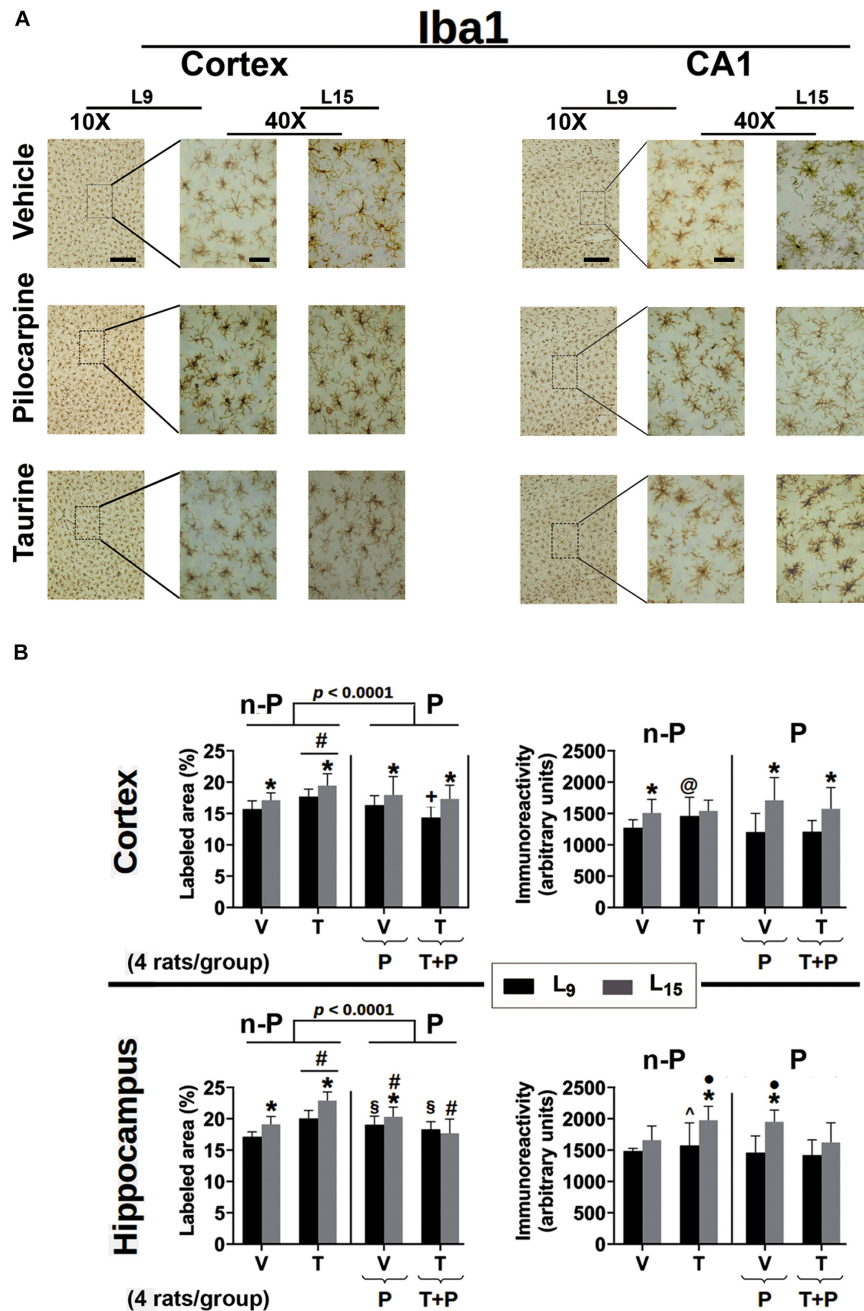 A
Iba1
Cortex CA1
L9 L15 L9 L15
10X 40X 10X 40X
Vehicle
Pilocarpine
Taurine
B
Cortex
p < 0.0001
n-P P
Labeled area (%)
25
20
15
10
5
0
* # * * + *
V T V T
P T+P
(4 rats/group)
n-P P
Immunoreactivity
(arbitrary units)
2500
2000
1500
1000
500
0
* @ * *
V T V T
P T+P
L9 L15
Hippocampus
p < 0.0001
n-P P
Labeled area (%)
25
20
15
10
5
0
* # * § # * § #
V T V T
P T+P
(4 rats/group)
n-P P
Immunoreactivity
(arbitrary units)
2500
2000
1500
1000
500
0
^ • * • *
V T V T
P T+P